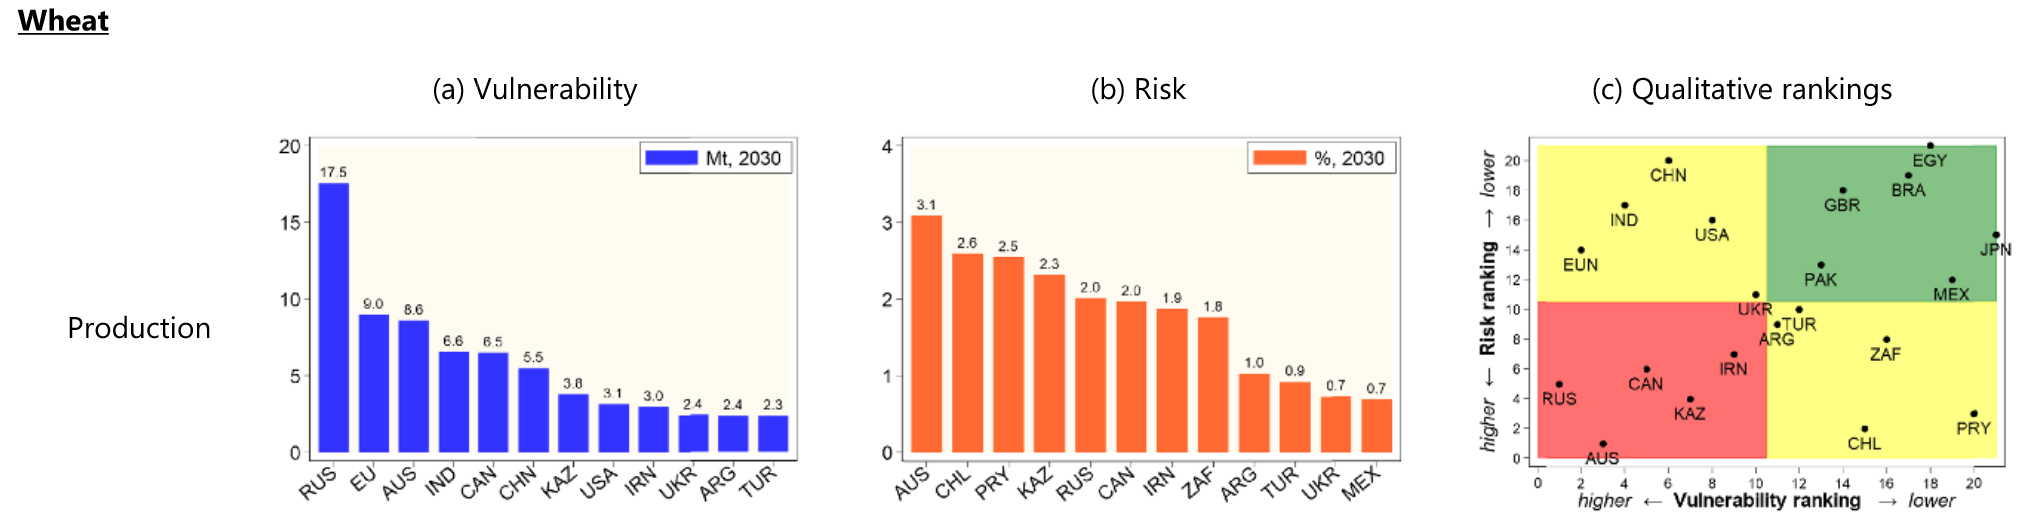 Wheat
(a) Vulnerability
(b) Risk
(c) Qualitative rankings
Production
20
15
10
5
0
Mt, 2030
17.5
9.0
8.6
6.6
6.5
5.5
3.8
3.1
3.0
2.4
2.4
2.3
RUS
EU
AUS
IND
CAN
CHN
KAZ
USA
IRN
UKR
ARG
TUR
4
3
2
1
0
%, 2030
3.1
2.6
2.5
2.3
2.0
2.0
1.9
1.8
1.0
0.9
0.7
0.7
AUS
CHL
PRY
KAZ
RUS
CAN
IRN
ZAF
ARG
TUR
UKR
MEX
higher ← Risk ranking → lower
20
18
16
14
12
10
8
6
4
2
0
EGY
CHN
BRA
GBR
IND
USA
JPN
EUN
PAK
MEX
UKR
TUR
ARG
ZAF
IRN
CAN
RUS
KAZ
PRY
CHL
AUS
0 2 4 6 8 10 12 14 16 18 20
higher ← Vulnerability ranking → lower